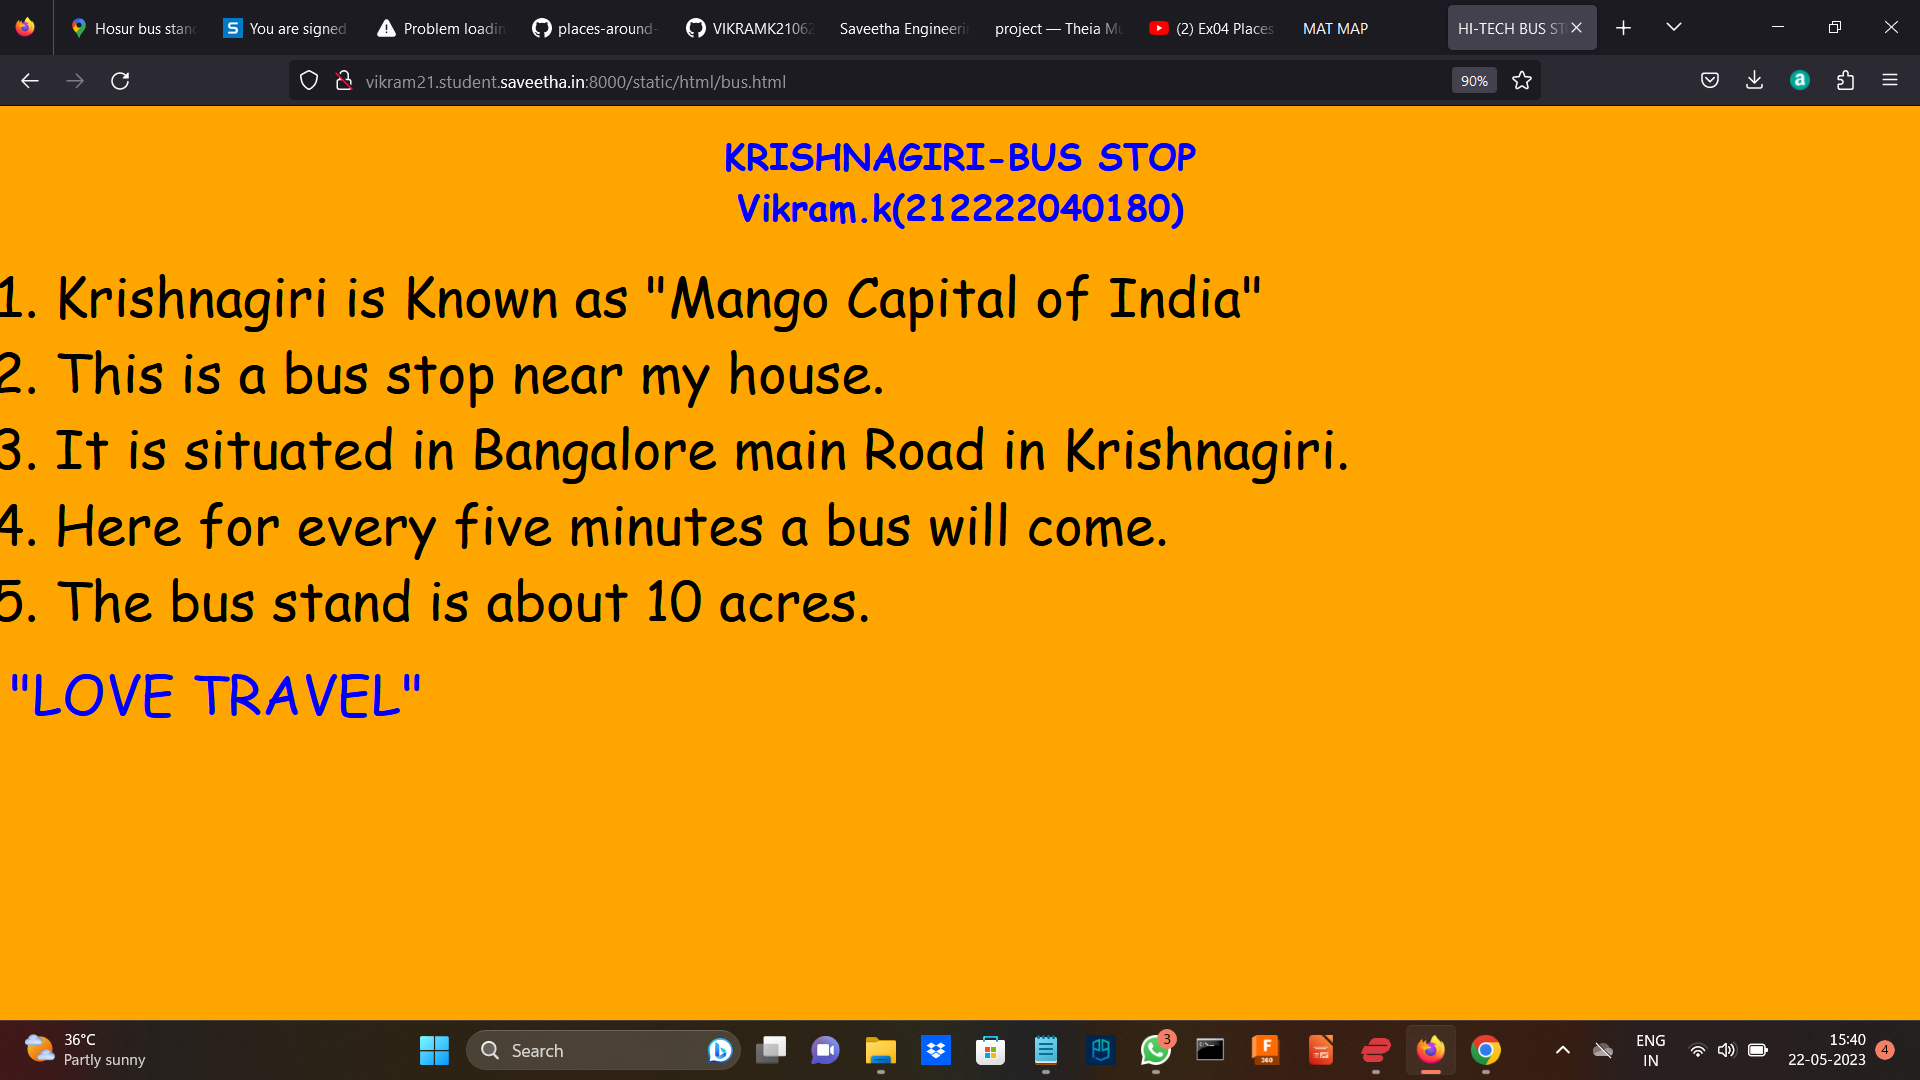 Hosur bus stan
You are signed
Problem loadin
places-around-
VIKRAMK2106
Saveetha Engineeri
project — Theia Mu
(2) Ex04 Places
MAT MAP
HI-TECH BUS ST
vikram21.student.saveetha.in:8000/static/html/bus.html
90%
KRISHNAGIRI-BUS STOP
Vikram.k(212222040180)
1. Krishnagiri is Known as "Mango Capital of India"
2. This is a bus stop near my house.
3. It is situated in Bangalore main Road in Krishnagiri.
4. Here for every five minutes a bus will come.
5. The bus stand is about 10 acres.
"LOVE TRAVEL"
36°C
Partly sunny
Search
3
F
360
ENG
IN
15:40
22-05-2023
4